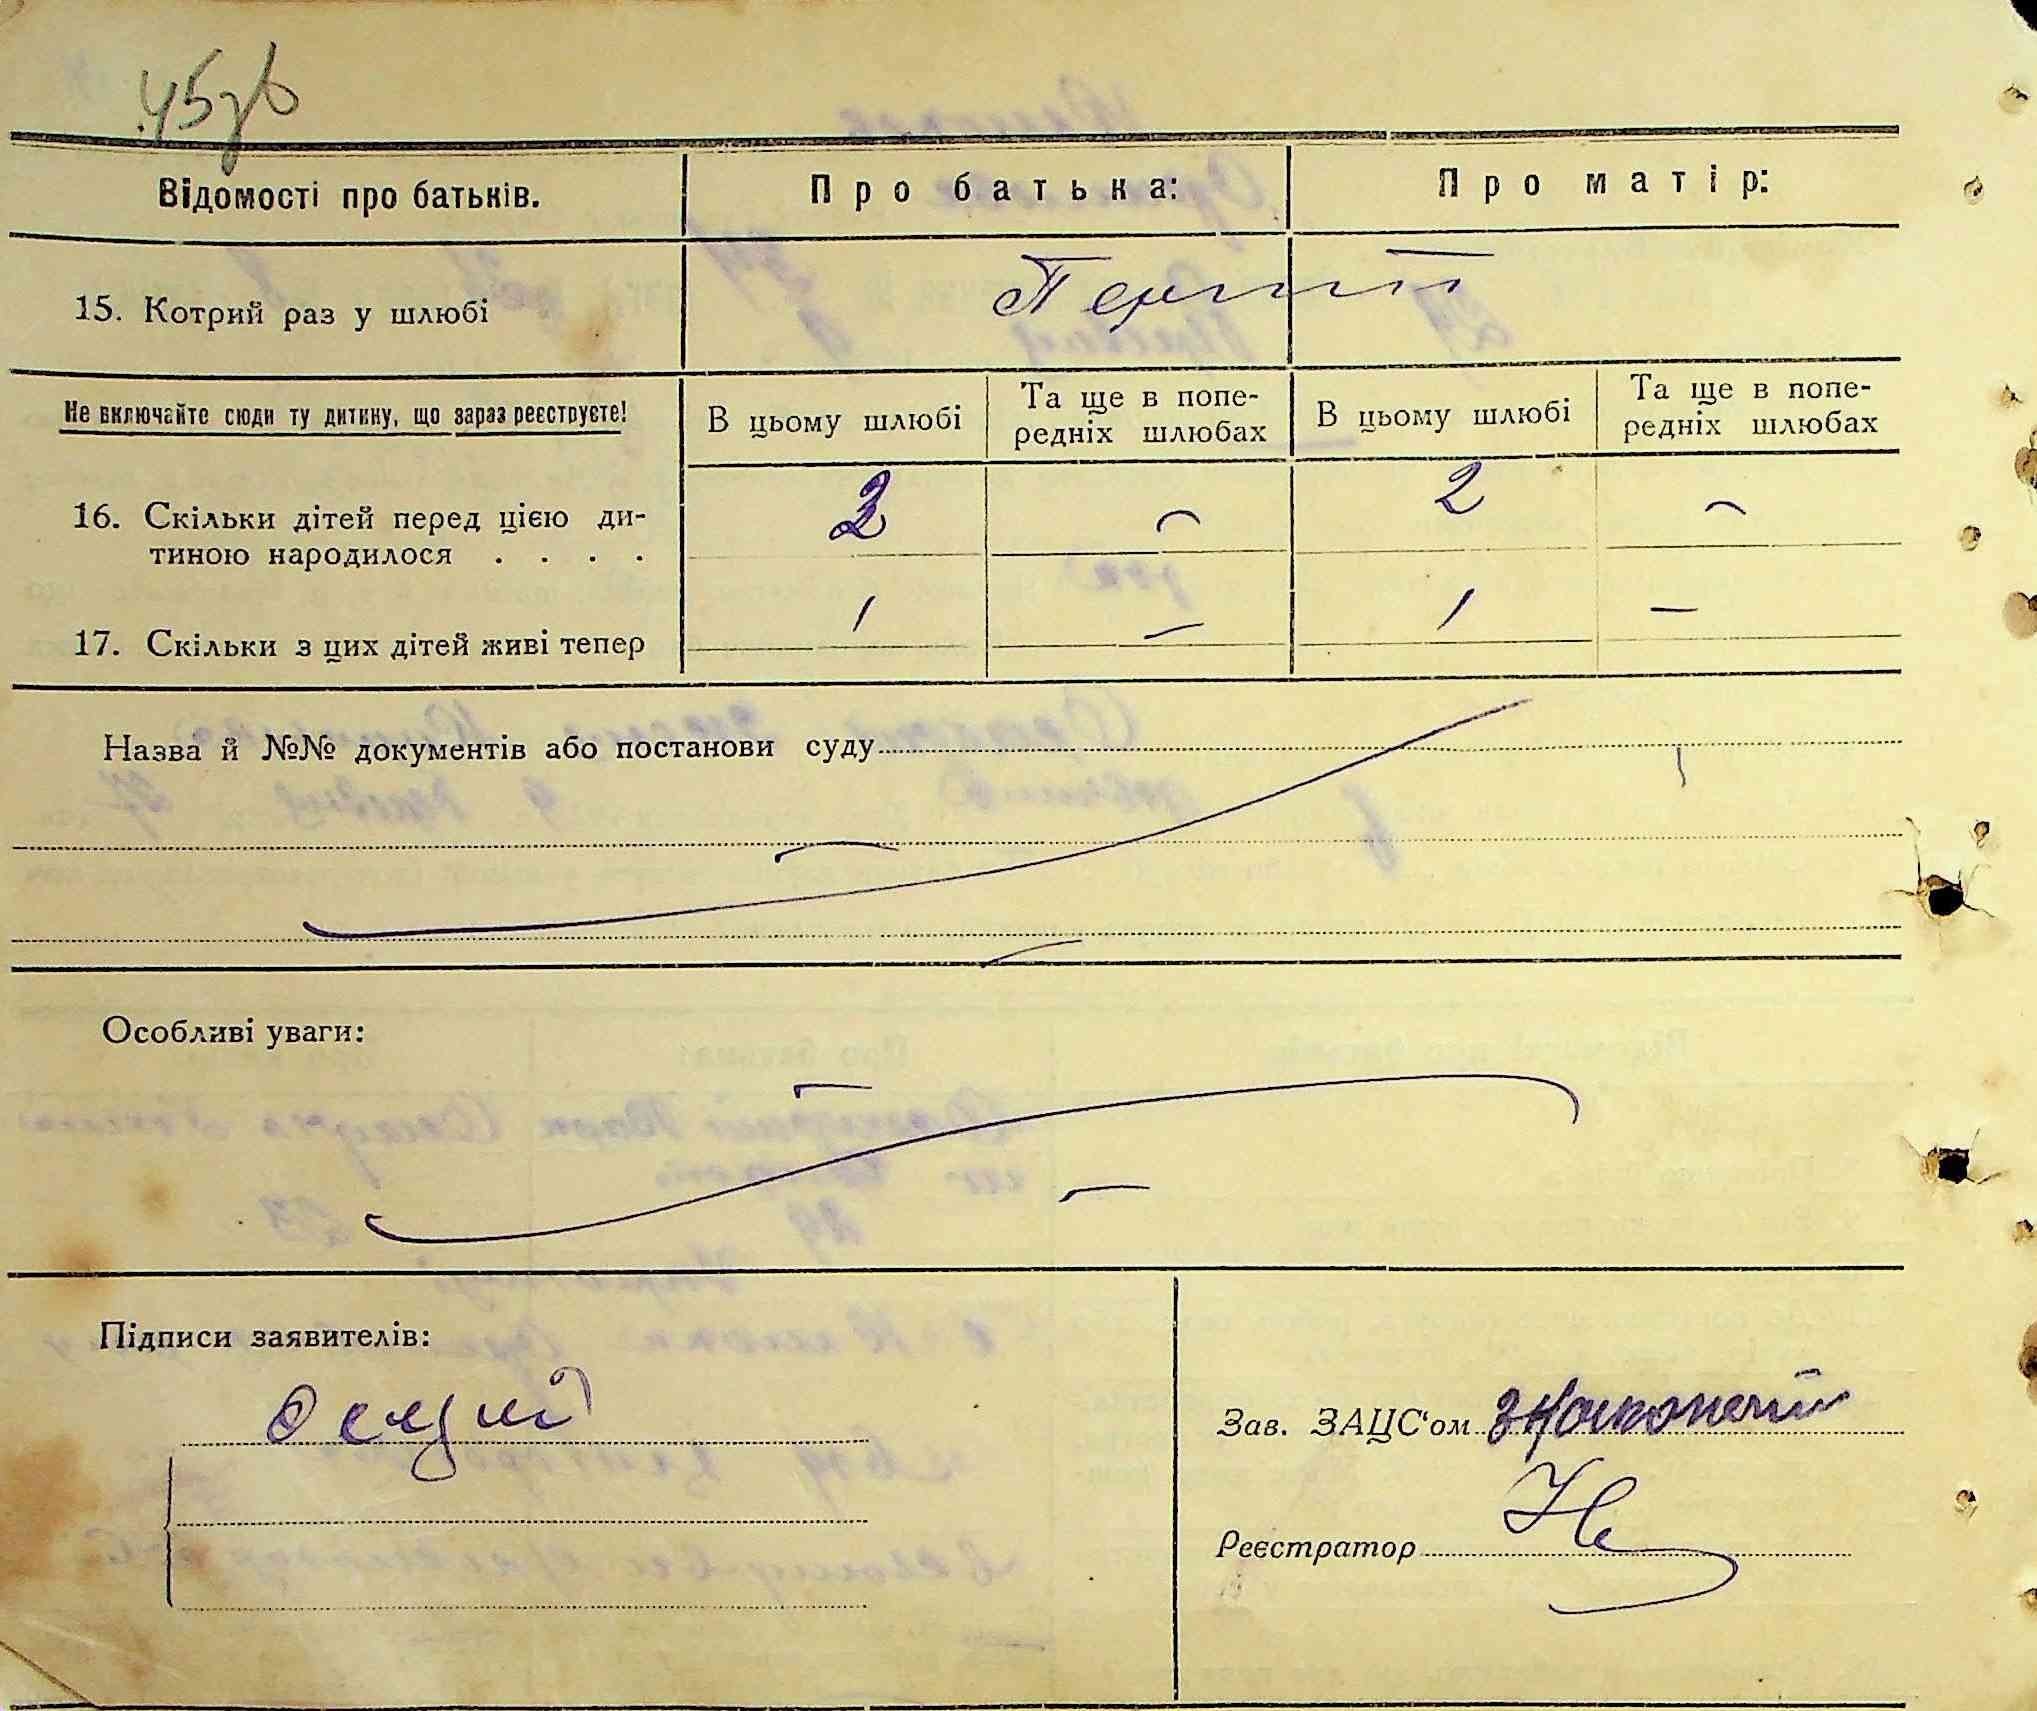 45зв
Відомості про батьків. Про батька: Про матір:
15. Котрий раз у шлюбі Перший
Не включайте сюди ту дитину, що зараз реєструєте! В цьому шлюбі Та ще в попередніх шлюбах В цьому шлюбі Та ще в попередніх шлюбах
16. Скільки дітей перед цією ди-
тиною народилося . . . . 2 – 2 –
17. Скільки з цих дітей живі тепер 1 – 1 –
Назва й №№ документів або постанови суду
Особливі уваги:
Підписи заявителів:
Зав. ЗАЦС'ом
Реєстратор